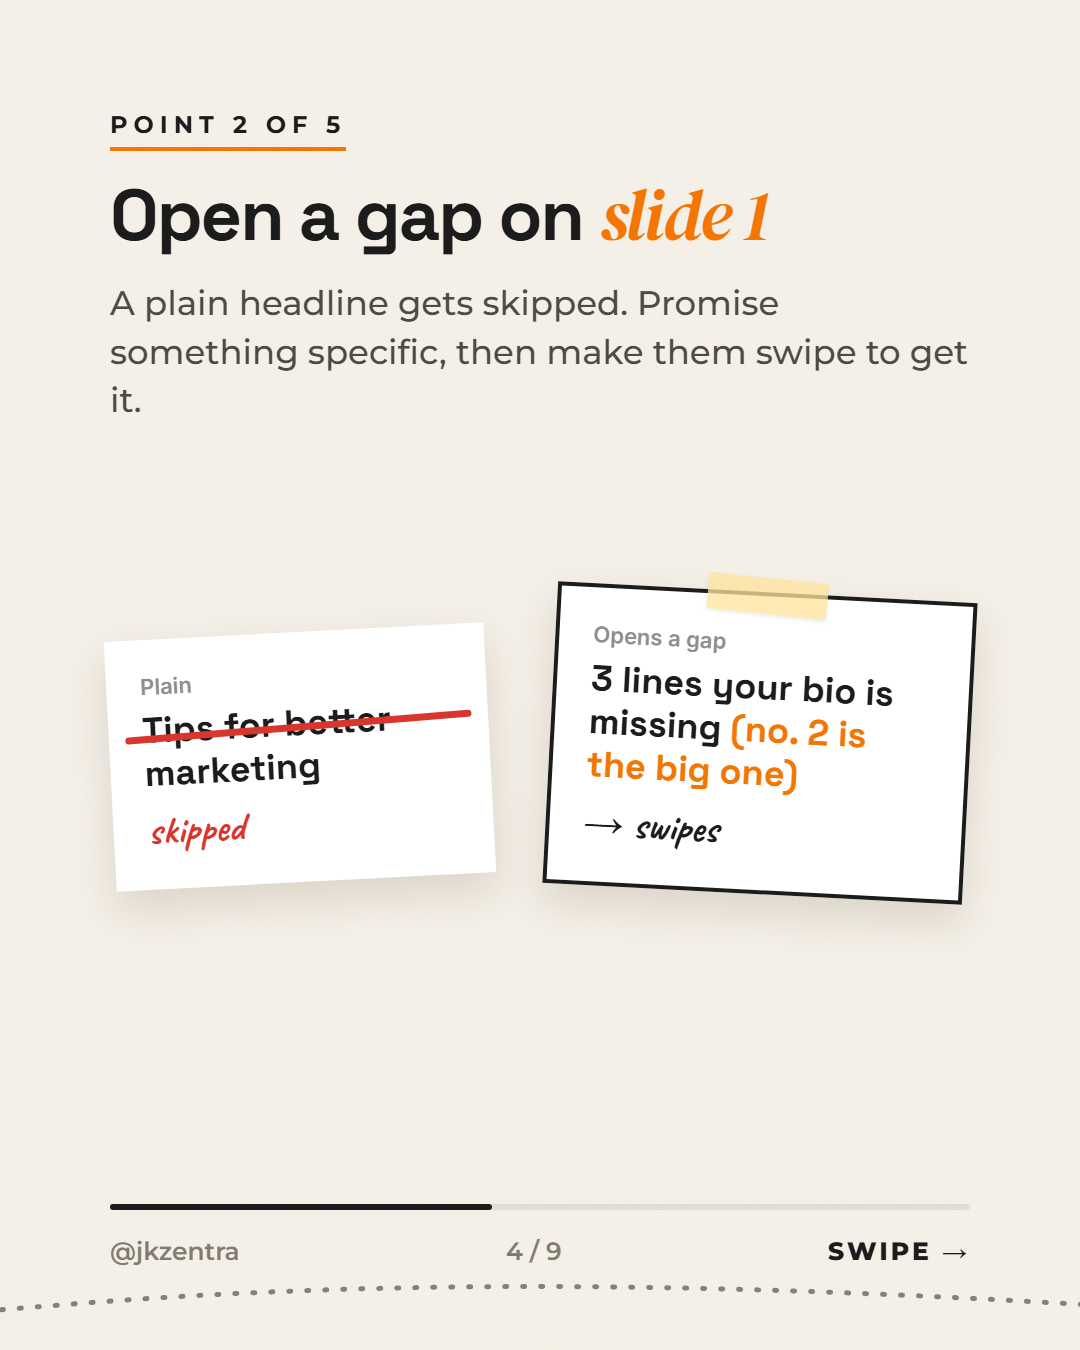 POINT 2 OF 5
Open a gap on slide 1
A plain headline gets skipped. Promise
something specific, then make them swipe to get
it.
Plain
Tips for better
marketing
skipped
Opens a gap
3 lines your bio is
missing (no. 2 is
the big one)
→ swipes
@jkzentra
4 / 9
SWIPE →